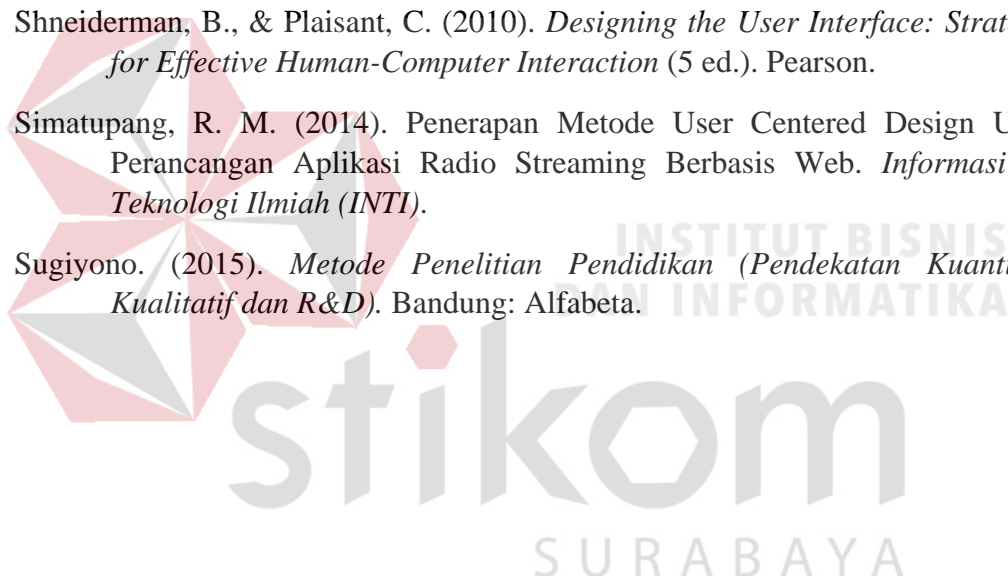 Shneiderman, B., & Plaisant, C. (2010). Designing the User Interface: Strat
for Effective Human-Computer Interaction (5 ed.). Pearson.
Simatupang, R. M. (2014). Penerapan Metode User Centered Design U
Perancangan Aplikasi Radio Streaming Berbasis Web. Informasi
Teknologi Ilmiah (INTI).
INSTITUT BISNIS
Sugiyono. (2015). Metode Penelitian Pendidikan (Pendekatan Kuanti
Kualitatif dan R&D). Bandung: Alfabeta.
DAN INFORMATIKA
stikom
SURABAYA